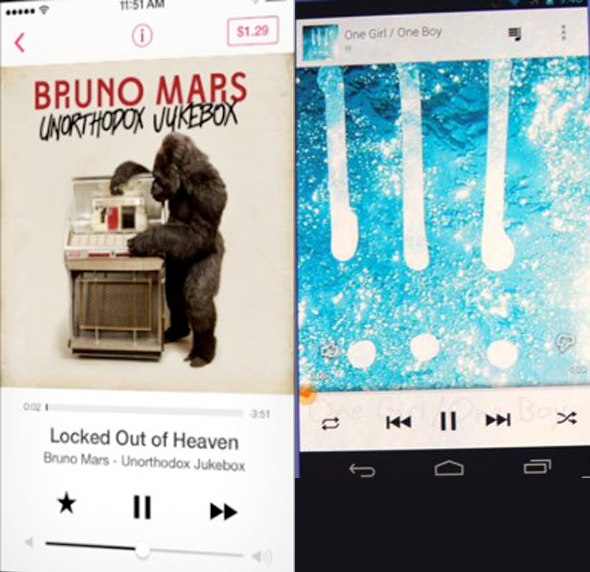 11:51 AM
$1.29
BRUNO MARS
UNORTHODOX JUKEBOX
0:02
-3:51
Locked Out of Heaven
Bruno Mars - Unorthodox Jukebox
One Girl / One Boy
!!!
One Girl / One Boy